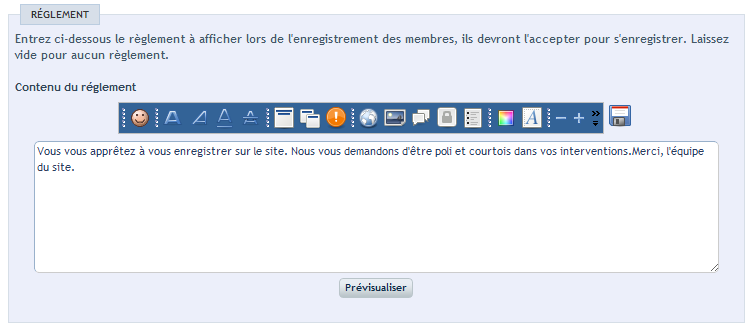 RÉGLEMENT
Entrez ci-dessous le règlement à afficher lors de l'enregistrement des membres, ils devront l'accepter pour s'enregistrer. Laissez
vide pour aucun règlement.
Contenu du réglement
Vous vous apprêtez à vous enregistrer sur le site. Nous vous demandons d'être poli et courtois dans vos interventions.Merci, l'équipe
du site.
Prévisualiser